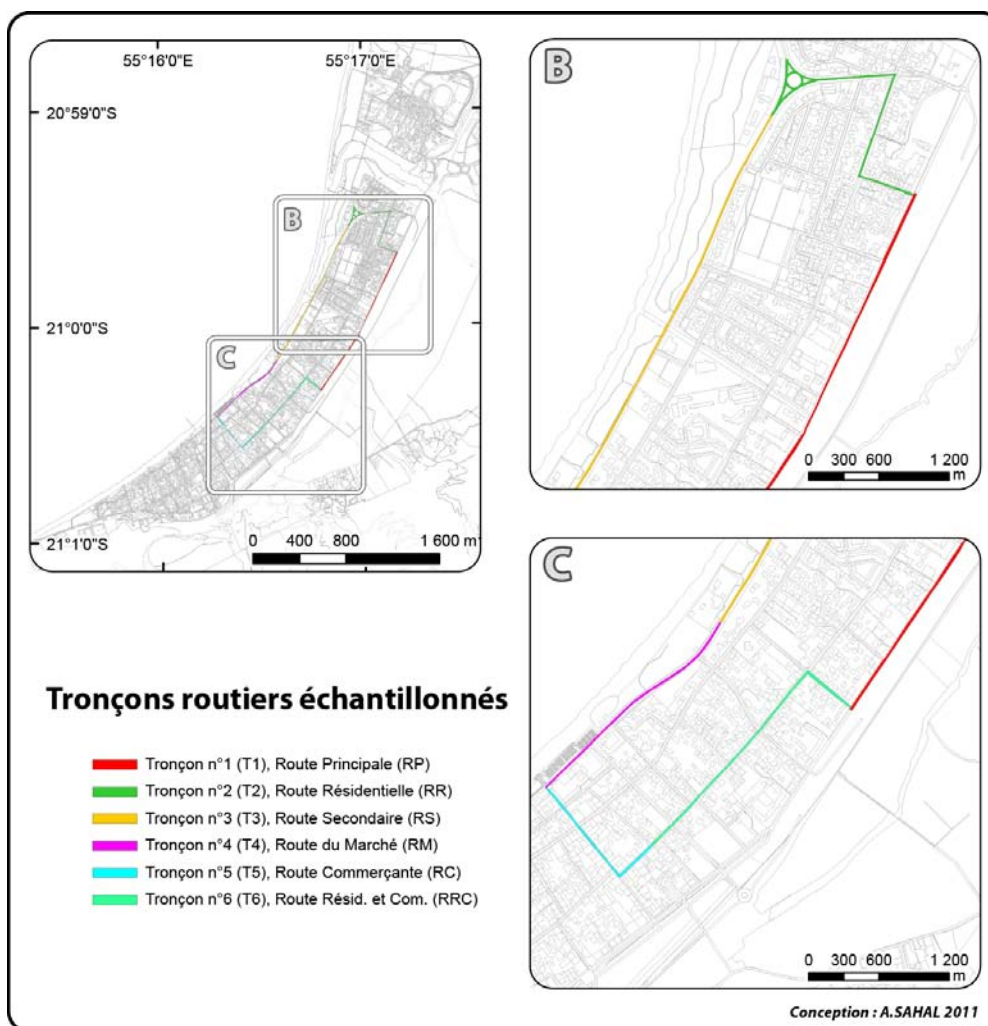 55°16'0"E
55°17'0"E
20°59'0"S
B
21°0'0"S
C
21°1'0"S
0 400 800 1 600 m
B
0 300 600 1 200
m
C
0 300 600 1 200
m
Tronçons routiers échantillonnés
Tronçon n°1 (T1), Route Principale (RP)
Tronçon n°2 (T2), Route Résidentielle (RR)
Tronçon n°3 (T3), Route Secondaire (RS)
Tronçon n°4 (T4), Route du Marché (RM)
Tronçon n°5 (T5), Route Commerçante (RC)
Tronçon n°6 (T6), Route Résid. et Com. (RRC)
Conception : A.SAHAL 2011